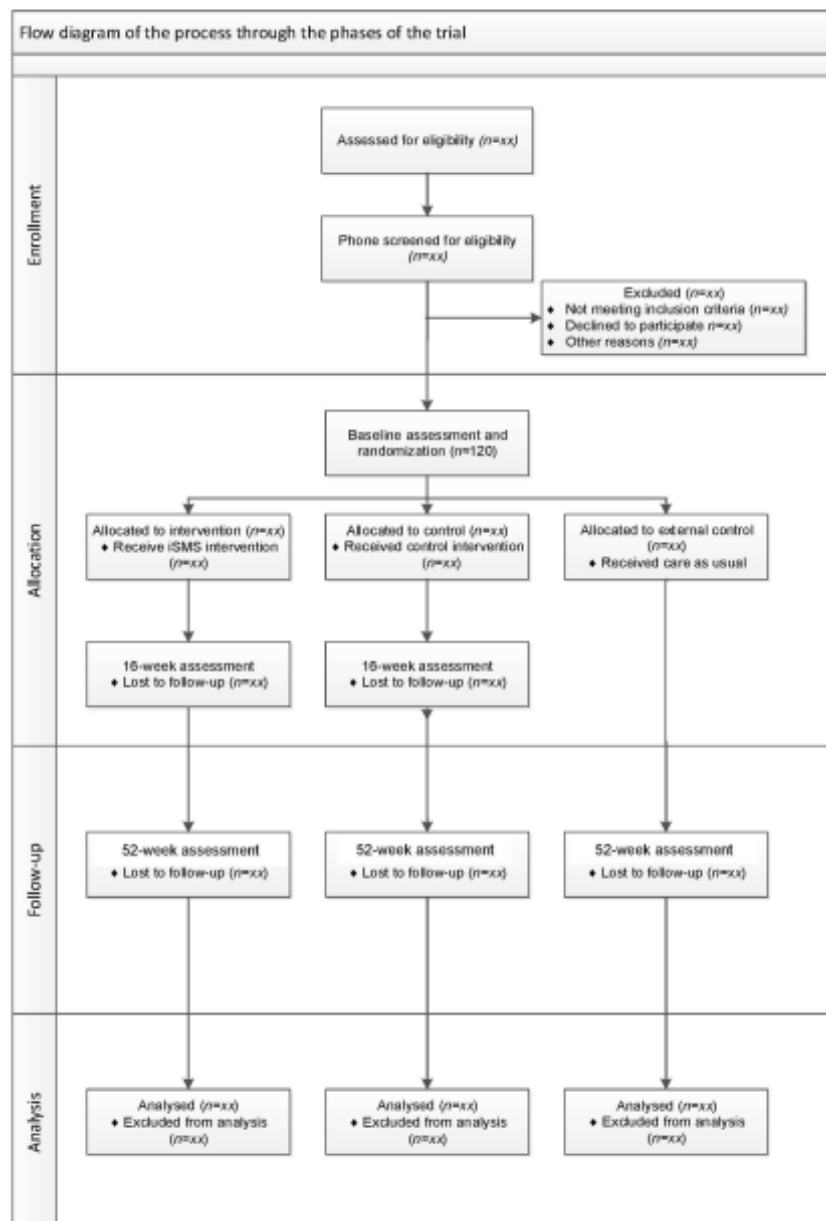 Flow diagram of the process through the phases of the trial
Enrollment
Assessed for eligibility (n=xx)
Phone screened for eligibility
(n=xx)
Excluded (n=xx)
♦ Not meeting inclusion criteria (n=xx)
♦ Declined to participate n=xx)
♦ Other reasons (n=xx)
Allocation
Baseline assessment and
randomization (n=120)
Allocated to intervention (n=xx)
♦ Receive iSMS intervention
(n=xx)
Allocated to control (n=xx)
♦ Received control intervention
(n=xx)
Allocated to external control
(n=xx)
♦ Received care as usual
16-week assessment
♦ Lost to follow-up (n=xx)
16-week assessment
♦ Lost to follow-up (n=xx)
Follow-up
52-week assessment
♦ Lost to follow-up (n=xx)
52-week assessment
♦ Lost to follow-up (n=xx)
52-week assessment
♦ Lost to follow-up (n=xx)
Analysis
Analysed (n=xx)
♦ Excluded from analysis
(n=xx)
Analysed (n=xx)
♦ Excluded from analysis
(n=xx)
Analysed (n=xx)
♦ Excluded from analysis
(n=xx)